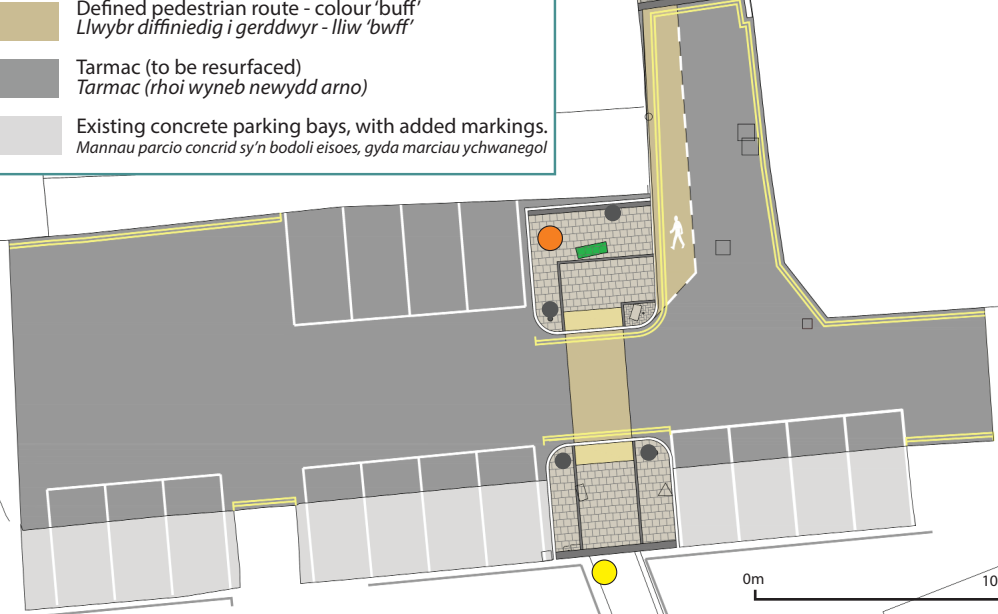 Defined pedestrian route - colour ‘buff’
Llwybr diffiniedig i gerddwyr - lliw ‘bwff’
Tarmac (to be resurfaced)
Tarmac (rhoi wyneb newydd arno)
Existing concrete parking bays, with added markings.
Mannau parcio concrid sy’n bodoli eisoes, gyda marciau ychwanegol
0m
10